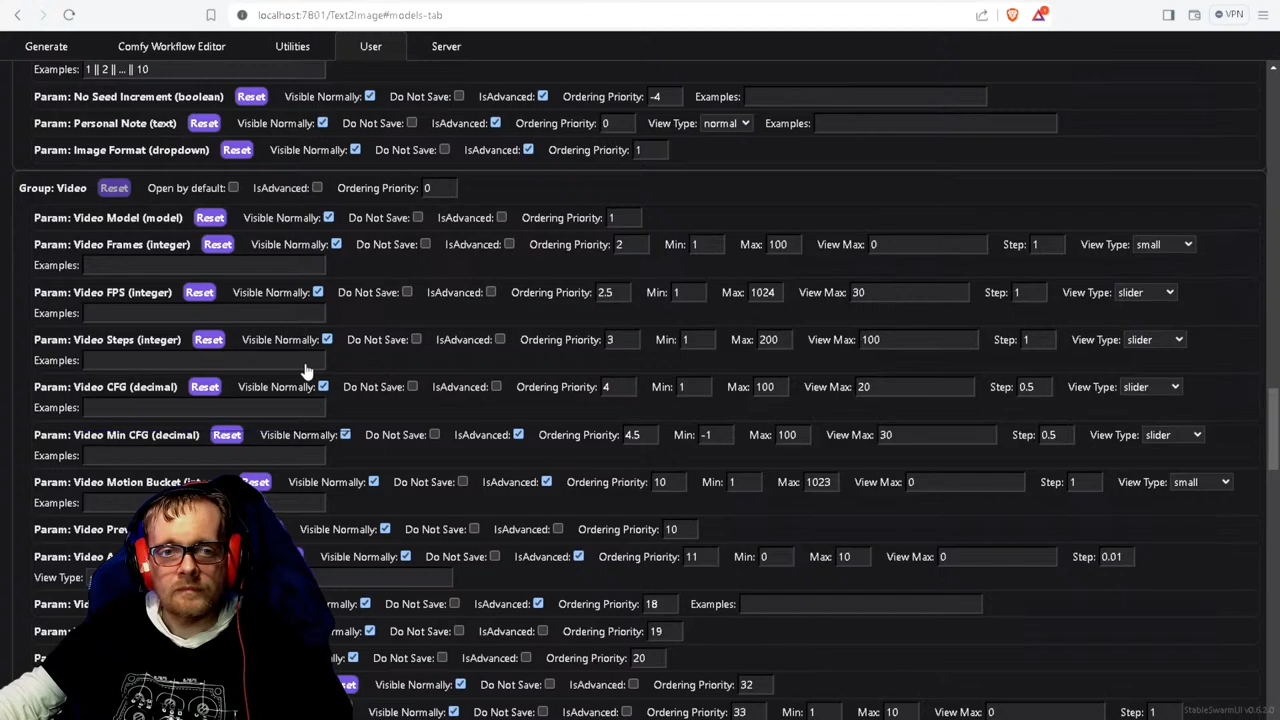 localhost:7801/Text2Image#models-tab
VPN
Generate Comfy Workflow Editor Utilities User Server
Examples: 1 || 2 || ... || 10
Param: No Seed Increment (boolean) Reset Visible Normally: Do Not Save: IsAdvanced: Ordering Priority: -4 Examples:
Param: Personal Note (text) Reset Visible Normally: Do Not Save: IsAdvanced: Ordering Priority: 0 View Type: normal Examples:
Param: Image Format (dropdown) Reset Visible Normally: Do Not Save: IsAdvanced: Ordering Priority: 1
Group: Video Reset Open by default: IsAdvanced: Ordering Priority: 0
Param: Video Model (model) Reset Visible Normally: Do Not Save: IsAdvanced: Ordering Priority: 1
Param: Video Frames (integer) Reset Visible Normally: Do Not Save: IsAdvanced: Ordering Priority: 2 Min: 1 Max: 100 View Max: 0 Step: 1 View Type: small
Examples:
Param: Video FPS (integer) Reset Visible Normally: Do Not Save: IsAdvanced: Ordering Priority: 2.5 Min: 1 Max: 1024 View Max: 30 Step: 1 View Type: slider
Examples:
Param: Video Steps (integer) Reset Visible Normally: Do Not Save: IsAdvanced: Ordering Priority: 3 Min: 1 Max: 200 View Max: 100 Step: 1 View Type: slider
Examples:
Param: Video CFG (decimal) Reset Visible Normally: Do Not Save: IsAdvanced: Ordering Priority: 4 Min: 1 Max: 100 View Max: 20 Step: 0.5 View Type: slider
Examples:
Param: Video Min CFG (decimal) Reset Visible Normally: Do Not Save: IsAdvanced: Ordering Priority: 4.5 Min: -1 Max: 100 View Max: 30 Step: 0.5 View Type: slider
Examples:
Param: Video Motion Bucket Reset Visible Normally: Do Not Save: IsAdvanced: Ordering Priority: 10 Min: 1 Max: 1023 View Max: 0 Step: 1 View Type: small
Examples:
Param: Video Visible Normally: Do Not Save: IsAdvanced: Ordering Priority: 10
Param: Video Normally: Do Not Save: IsAdvanced: Ordering Priority: 11 Min: 0 Max: 10 View Max: 0 Step: 0.01
View Type:
Param: Normally: Do Not Save: IsAdvanced: Ordering Priority: 18 Examples:
Param: Normally: Do Not Save: IsAdvanced: Ordering Priority: 19
Do Not Save: IsAdvanced: Ordering Priority: 20
Visible Normally: Do Not Save: IsAdvanced: Ordering Priority: 32
Visible Normally: Do Not Save: IsAdvanced: Ordering Priority: 33 Min: 1 Max: 10 View Max: 0 Step: 1
StableSwarmUI v0.6.2.0